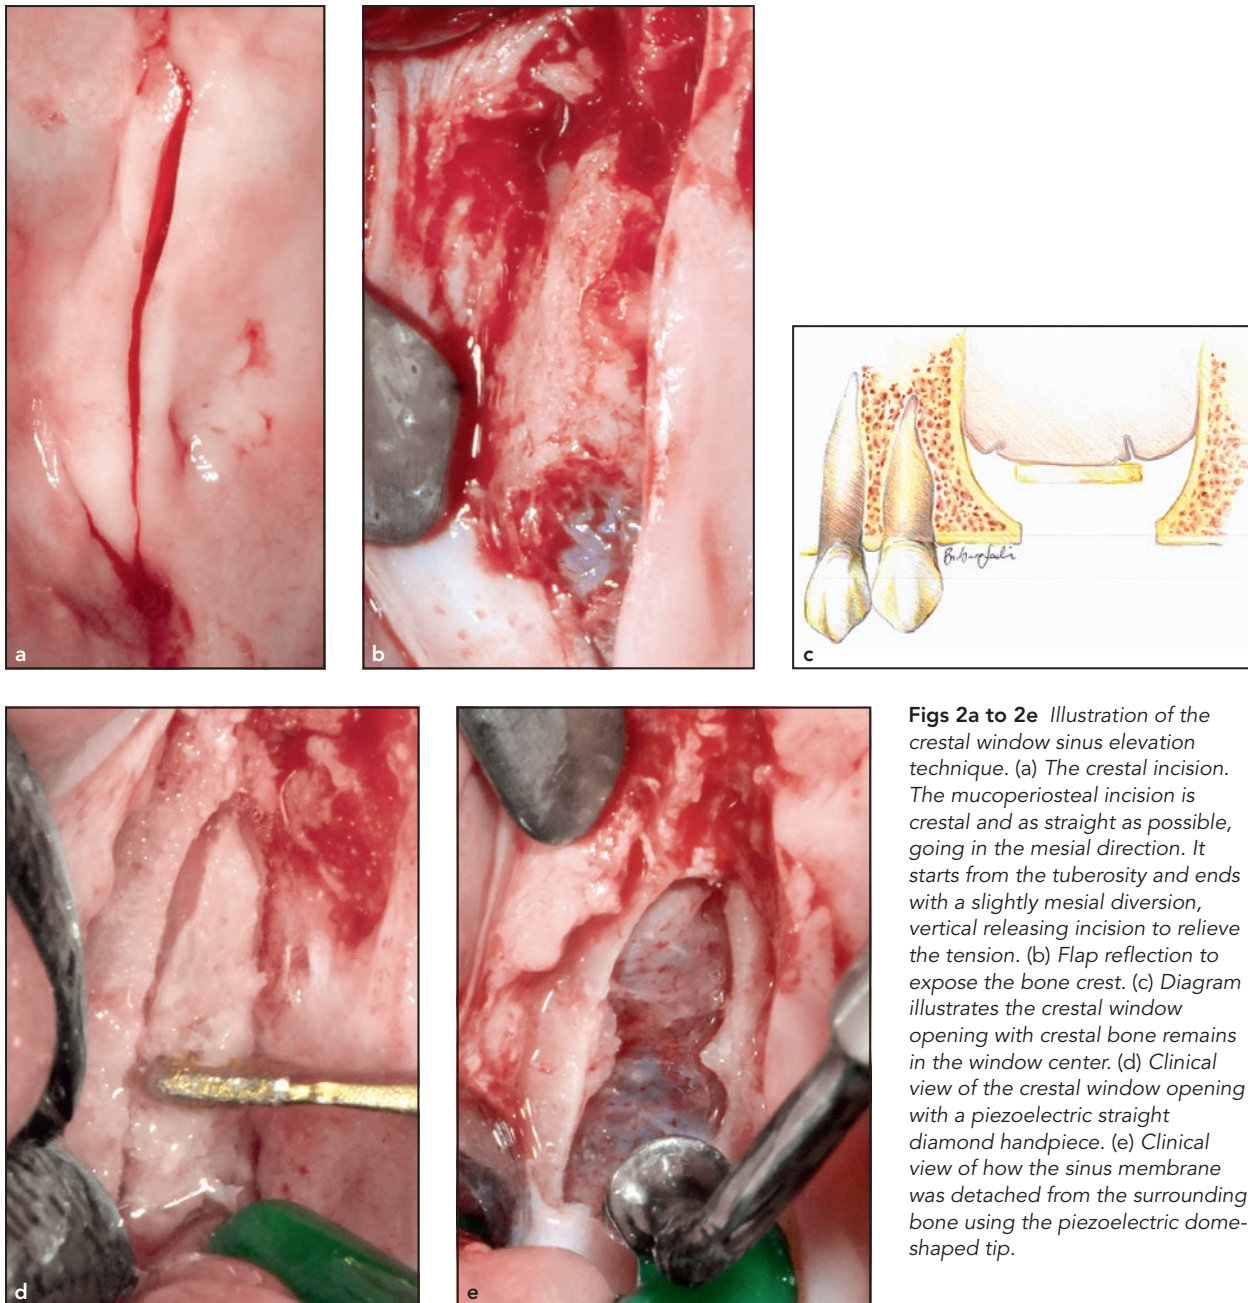 a
b
c
d
e
Figs 2a to 2e Illustration of the
crestal window sinus elevation
technique. (a) The crestal incision.
The mucoperiosteal incision is
crestal and as straight as possible,
going in the mesial direction. It
starts from the tuberosity and ends
with a slightly mesial diversion,
vertical releasing incision to relieve
the tension. (b) Flap reflection to
expose the bone crest. (c) Diagram
illustrates the crestal window
opening with crestal bone remains
in the window center. (d) Clinical
view of the crestal window opening
with a piezoelectric straight
diamond handpiece. (e) Clinical
view of how the sinus membrane
was detached from the surrounding
bone using the piezoelectric dome-
shaped tip.